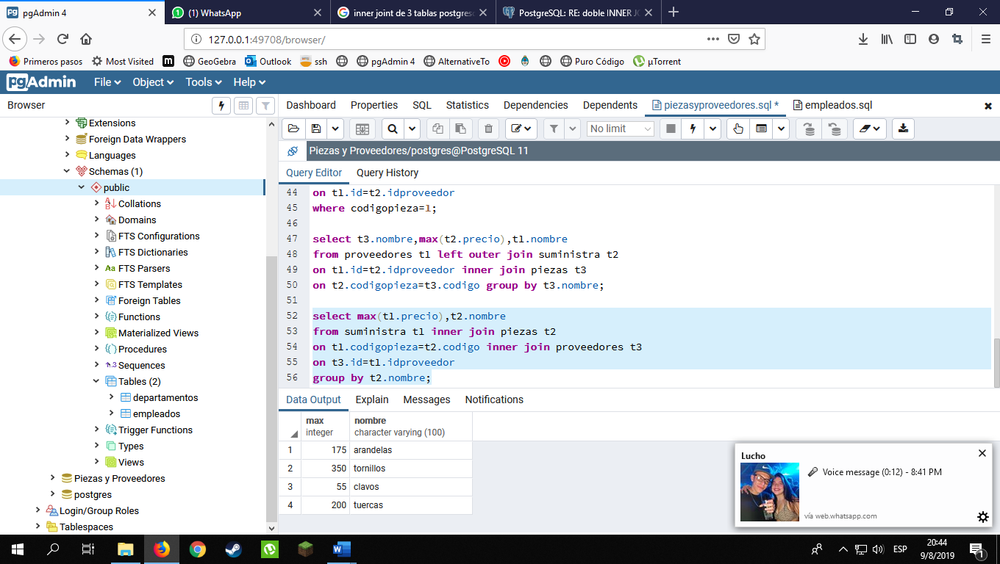 pgAdmin 4
(1) WhatsApp
inner joint de 3 tablas postgres
PostgreSQL: RE: doble INNER JO
127.0.0.1:49708/browser/
Primeros pasos
Most Visited
m
GeoGebra
Outlook
ssh
pgAdmin 4
AlternativeTo
Puro Código
µTorrent
pgAdmin
File
Object
Tools
Help
Browser
Dashboard
Properties
SQL
Statistics
Dependencies
Dependents
piezasyproveedores.sql *
empleados.sql
No limit
Piezas y Proveedores/postgres@PostgreSQL 11
Query Editor
Query History
Extensions
Foreign Data Wrappers
Languages
Schemas (1)
public
Collations
Domains
FTS Configurations
FTS Dictionaries
FTS Parsers
FTS Templates
Foreign Tables
Functions
Materialized Views
Procedures
Sequences
Tables (2)
departamentos
empleados
Trigger Functions
Types
Views
Piezas y Proveedores
postgres
Login/Group Roles
Tablespaces
44 on t1.id=t2.idproveedor
45 where codigopieza=1;
46
47 select t3.nombre,max(t2.precio),t1.nombre
48 from proveedores t1 left outer join suministra t2
49 on t1.id=t2.idproveedor inner join piezas t3
50 on t2.codigopieza=t3.codigo group by t3.nombre;
51
52 select max(t1.precio),t2.nombre
53 from suministra t1 inner join piezas t2
54 on t1.codigopieza=t2.codigo inner join proveedores t3
55 on t3.id=t1.idproveedor
56 group by t2.nombre;
Data Output
Explain
Messages
Notifications
max
integer
nombre
character varying (100)
1 175 arandelas
2 350 tornillos
3 55 clavos
4 200 tuercas
Lucho
Voice message (0:12) - 8:41 PM
vía web.whatsapp.com
ESP
20:44
9/8/2019
1